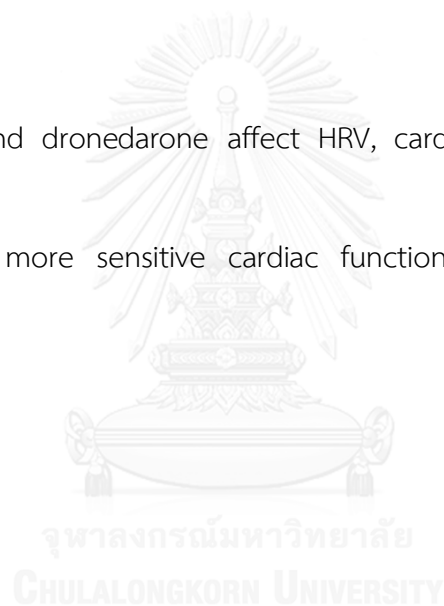 nd dronedarone affect HRV, card
more sensitive cardiac function
จุฬาลงกรณ์มหาวิทยาลัย
CHULALONGKORN UNIVERSITY